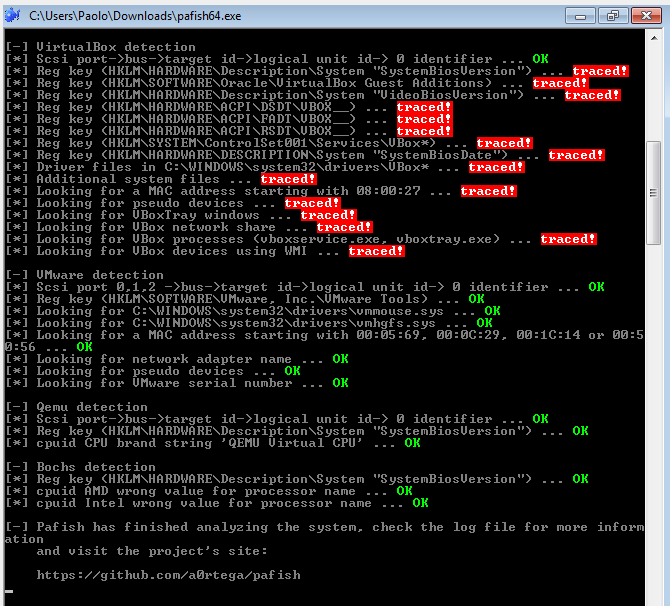 C:\Users\Paolo\Downloads\pafish64.exe
[-] VirtualBox detection
[*] Scsi port->bus->target id->logical unit id-> 0 identifier ... OK
[*] Reg key (HKLM\HARDWARE\Description\System "SystemBiosVersion") ... traced!
[*] Reg key (HKLM\SOFTWARE\Oracle\VirtualBox Guest Additions) ... traced!
[*] Reg key (HKLM\HARDWARE\Description\System "VideoBiosVersion") ... traced!
[*] Reg key (HKLM\HARDWARE\ACPI\DSDT\VBOX__) ... traced!
[*] Reg key (HKLM\HARDWARE\ACPI\FADT\VBOX__) ... traced!
[*] Reg key (HKLM\HARDWARE\ACPI\RSDT\VBOX__) ... traced!
[*] Reg key (HKLM\SYSTEM\ControlSet001\Services\VBox*) ... traced!
[*] Reg key (HKLM\HARDWARE\DESCRIPTION\System "SystemBiosDate") ... traced!
[*] Driver files in C:\WINDOWS\system32\drivers\VBox* ... traced!
[*] Additional system files ... traced!
[*] Looking for a MAC address starting with 08:00:27 ... traced!
[*] Looking for pseudo devices ... traced!
[*] Looking for VBoxTray windows ... traced!
[*] Looking for VBox network share ... traced!
[*] Looking for VBox processes (vboxservice.exe, vboxtray.exe) ... traced!
[*] Looking for VBox devices using WMI ... traced!
[-] VMware detection
[*] Scsi port 0,1,2 ->bus->target id->logical unit id-> 0 identifier ... OK
[*] Reg key (HKLM\SOFTWARE\VMware, Inc.\VMware Tools) ... OK
[*] Looking for C:\WINDOWS\system32\drivers\vmmouse.sys ... OK
[*] Looking for C:\WINDOWS\system32\drivers\vmhgfs.sys ... OK
[*] Looking for a MAC address starting with 00:05:69, 00:0C:29, 00:1C:14 or 00:5
0:56 ... OK
[*] Looking for network adapter name ... OK
[*] Looking for pseudo devices ... OK
[*] Looking for VMware serial number ... OK
[-] Qemu detection
[*] Scsi port->bus->target id->logical unit id-> 0 identifier ... OK
[*] Reg key (HKLM\HARDWARE\Description\System "SystemBiosVersion") ... OK
[*] cpuid CPU brand string 'QEMU Virtual CPU' ... OK
[-] Bochs detection
[*] Reg key (HKLM\HARDWARE\Description\System "SystemBiosVersion") ... OK
[*] cpuid AMD wrong value for processor name ... OK
[*] cpuid Intel wrong value for processor name ... OK
[-] Pafish has finished analyzing the system, check the log file for more inform
ation
and visit the project's site:
https://github.com/a0rtega/pafish